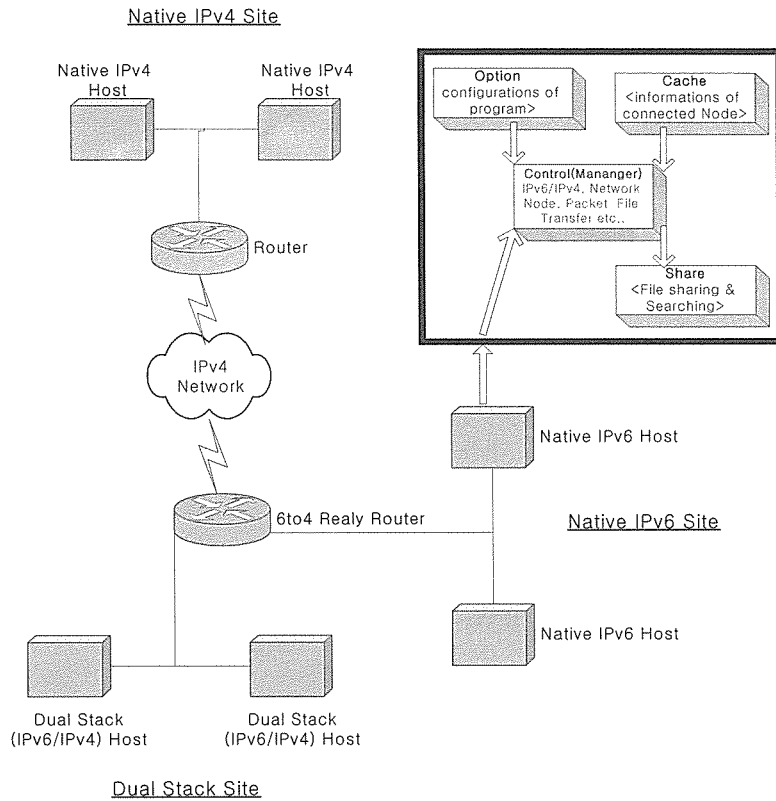 Native IPv4 Site
Native IPv4
Host
Native IPv4
Host
Router
IPv4
Network
6to4 Realy Router
Dual Stack
(IPv6/IPv4) Host
Dual Stack
(IPv6/IPv4) Host
Dual Stack Site
Option
configurations of
program>
Cache
<informations of
connected Node>
Control(Mananger)
IPv6/IPv4, Network
Node, Packet File
Transfer etc..
Share
<File sharing &
Searching>
Native IPv6 Host
Native IPv6 Site
Native IPv6 Host